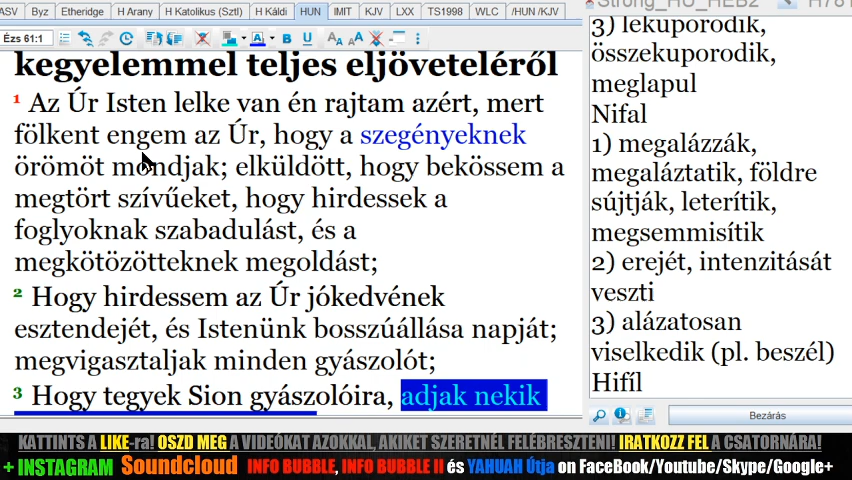 ASV Byz Etheridge H Arany H Katolikus (Sztl) H Káldi HUN IMIT KJV LXX TS1998 WLC /HUN /KJV
Ézs 61:1
kegyelemmel teljes eljöveteléről
1 Az Úr Isten lelke van én rajtam azért, mert
fölkent engem az Úr, hogy a szegényeknek
örömöt mondjak; elküldött, hogy bekössem a
megtört szívűeket, hogy hirdessek a
foglyoknak szabadulást, és a
megkötözötteknek megoldást;
2 Hogy hirdessem az Úr jókedvének
esztendejét, és Istenünk bosszúállása napját;
megvigasztaljak minden gyászolót;
3 Hogy tegyek Sion gyászolóira, adjak nekik
Strong_HU_HEB2
3) lekuporodik,
összekuporodik,
meglapul
Nifal
1) megalázzák,
megaláztatik, földre
sújtják, leterítik,
megsemmisítik
2) erejét, intenzitását
veszti
3) alázatosan
viselkedik (pl. beszél)
Hifíl
Bezárás
KATTINTS A LIKE-ra! OSZD MEG A VIDEÓKAT AZOKKAL, AKIKET SZERETNÉL FELÉBRESZTENI! IRATKOZZ FEL A CSATORNÁRA!
+ INSTAGRAM Soundcloud INFO BUBBLE, INFO BUBBLE II és YAHUAH Útja on FaceBook/Youtube/Skype/Google+